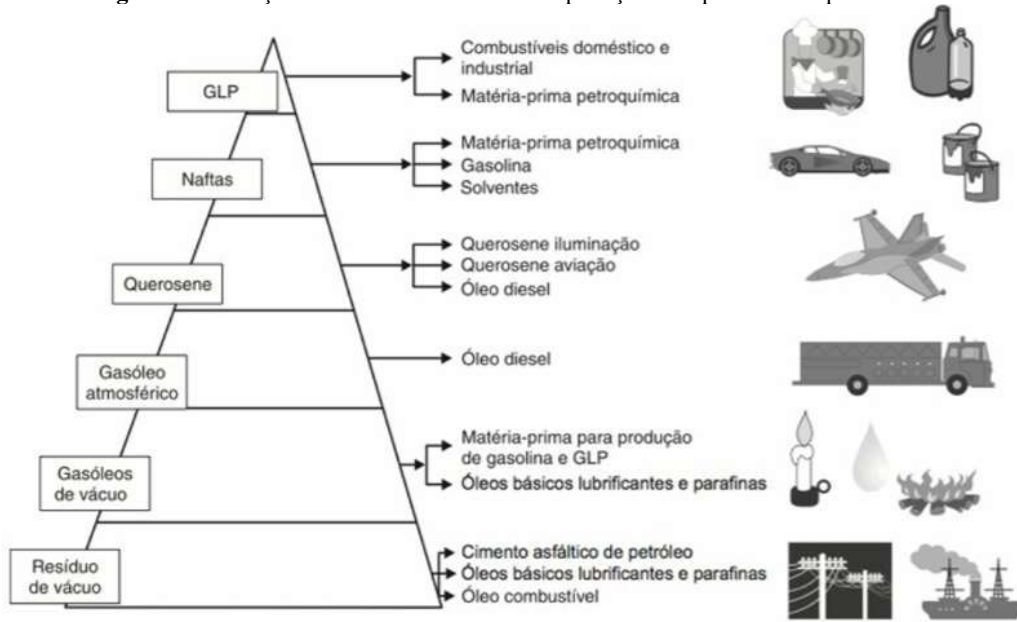 GLP
Combustíveis doméstico e
industrial
Matéria-prima petroquímica
Naftas
Matéria-prima petroquímica
Gasolina
Solventes
Querosene
Querosene iluminação
Querosene aviação
Óleo diesel
Gasóleo
atmosférico
Óleo diesel
Gasóleos
de vácuo
Matéria-prima para produção
de gasolina e GLP
Óleos básicos lubrificantes e parafinas
Resíduo
de vácuo
Cimento asfáltico de petróleo
Óleos básicos lubrificantes e parafinas
Óleo combustível